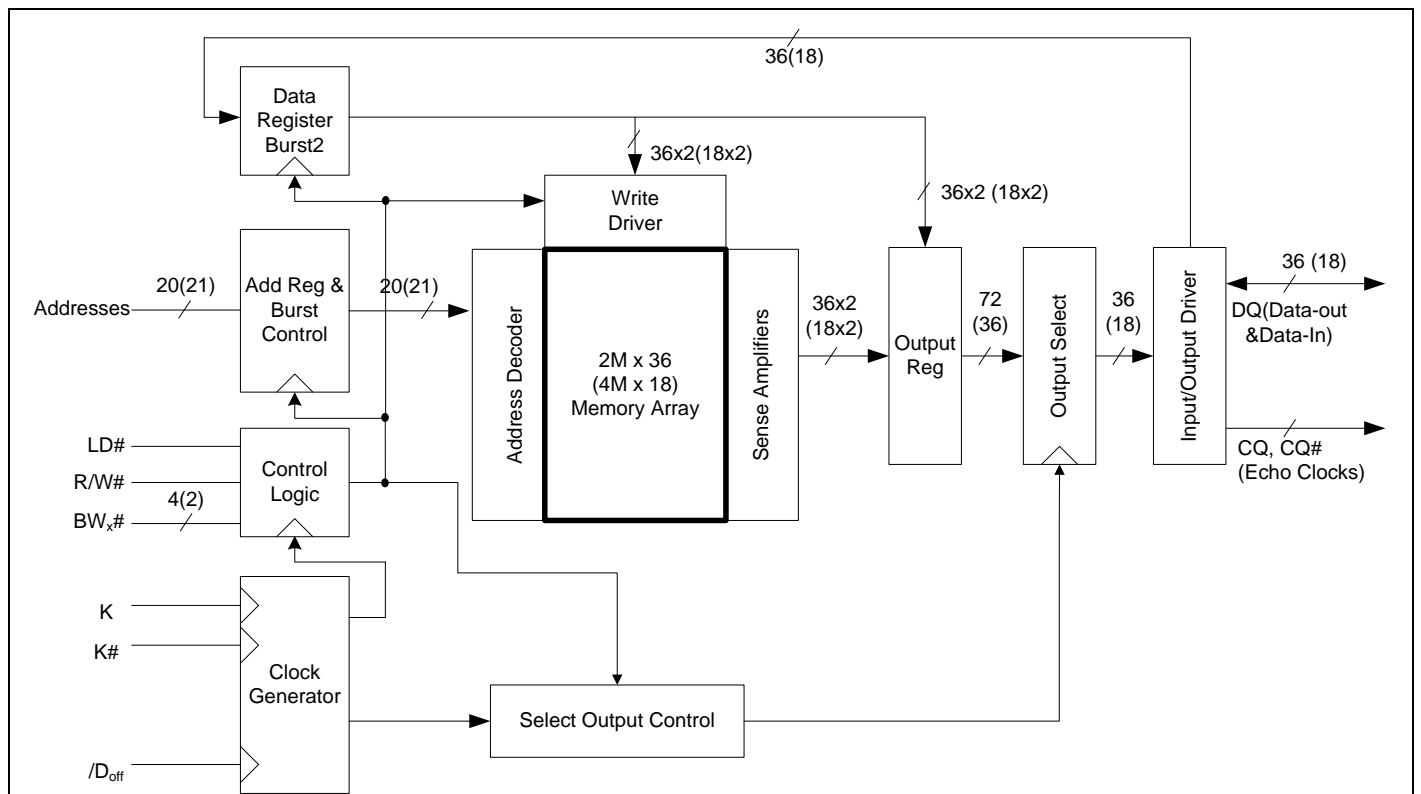 36(18)
Data
Register
Burst2
36x2(18x2)
36x2 (18x2)
Write
Driver
Addresses
20(21)
Add Reg &
Burst
Control
20(21)
Address Decoder
2M x 36
(4M x 18)
Memory Array
Sense Amplifiers
36x2
(18x2)
Output
Reg
72
(36)
Output Select
36
(18)
Input/Output Driver
36 (18)
DQ(Data-out
&Data-In)
CQ, CQ#
(Echo Clocks)
LD#
R/W#
BWx#
4(2)
Control
Logic
K
K#
/Doff
Clock
Generator
Select Output Control